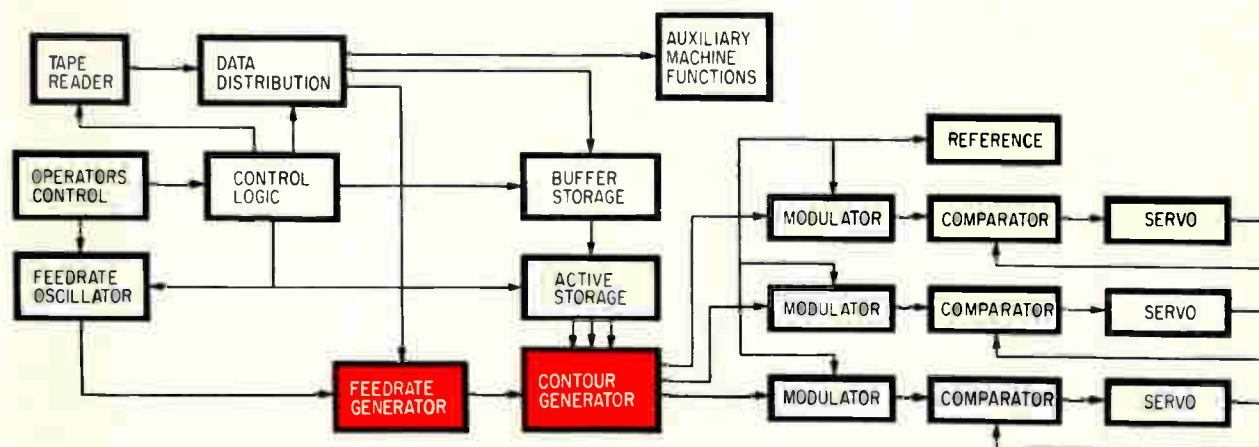 TAPE
READER
DATA
DISTRIBUTION
AUXILIARY
MACHINE
FUNCTIONS
OPERATORS
CONTROL
CONTROL
LOGIC
BUFFER
STORAGE
REFERENCE
MODULATOR
COMPARATOR
SERVO
FEEDRATE
OSCILLATOR
ACTIVE
STORAGE
MODULATOR
COMPARATOR
SERVO
FEEDRATE
GENERATOR
CONTOUR
GENERATOR
MODULATOR
COMPARATOR
SERVO